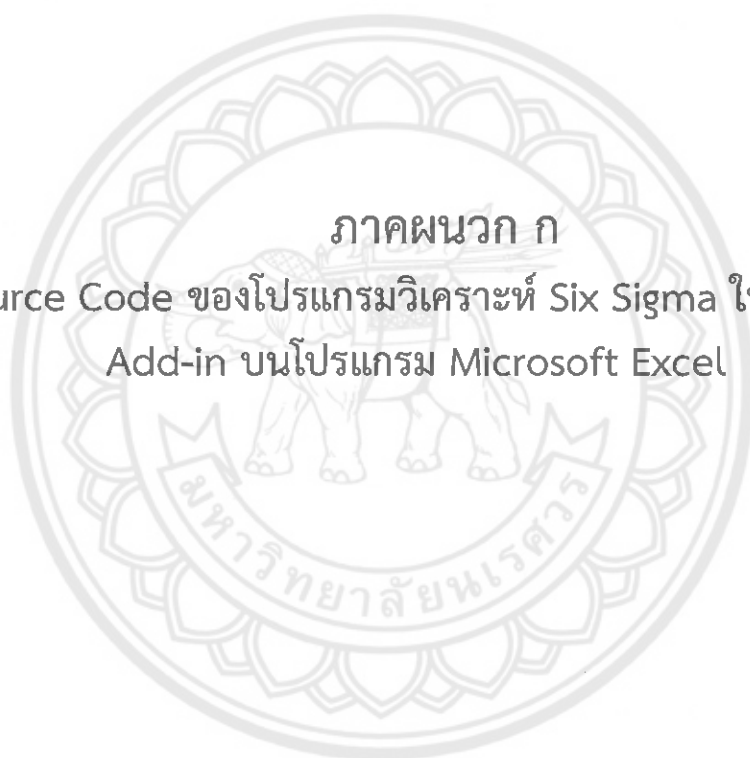 ภาคผนวก ก
urce Code ของโปรแกรมวิเคราะห์ Six Sigma ใ
Add-in บนโปรแกรม Microsoft Excel
มหาวิทยาลัยนเรศวร